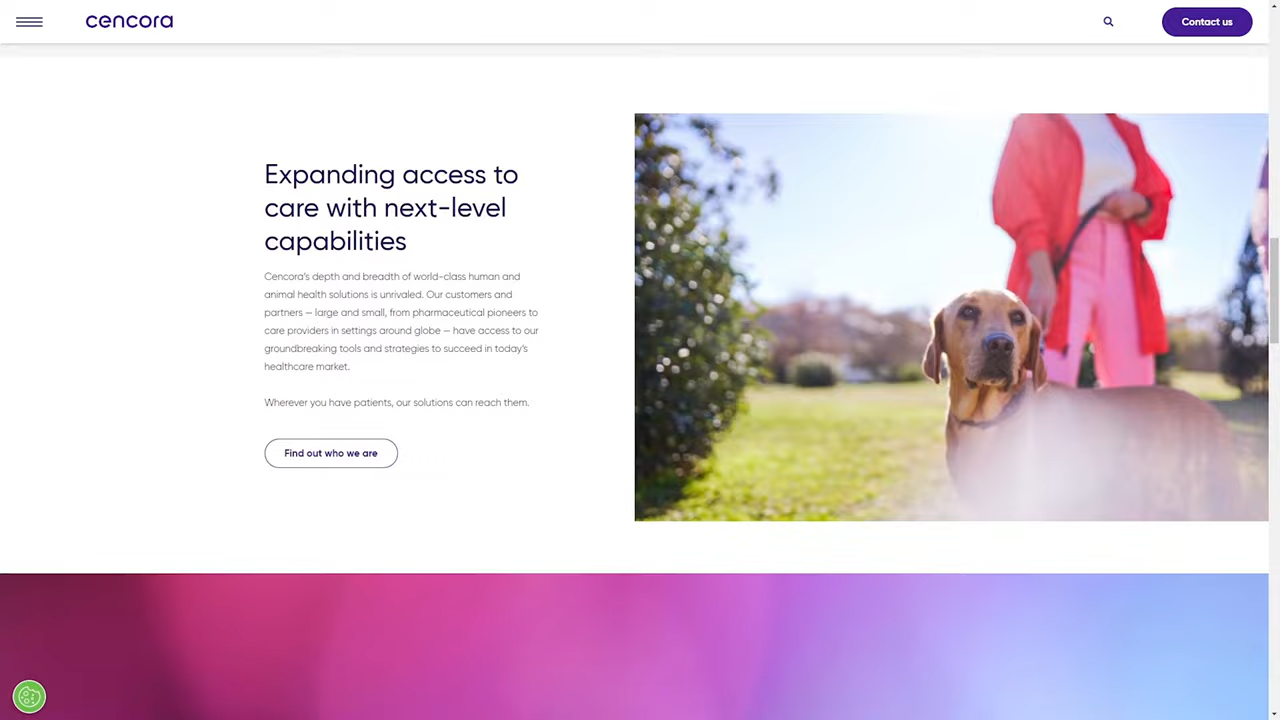 cencora
Contact us
Expanding access to
care with next-level
capabilities
Cencora's depth and breadth of world-class human and
animal health solutions is unrivaled. Our customers and
partners — large and small, from pharmaceutical pioneers to
care providers in settings around globe — have access to our
groundbreaking tools and strategies to succeed in today's
healthcare market.
Wherever you have patients, our solutions can reach them.
Find out who we are